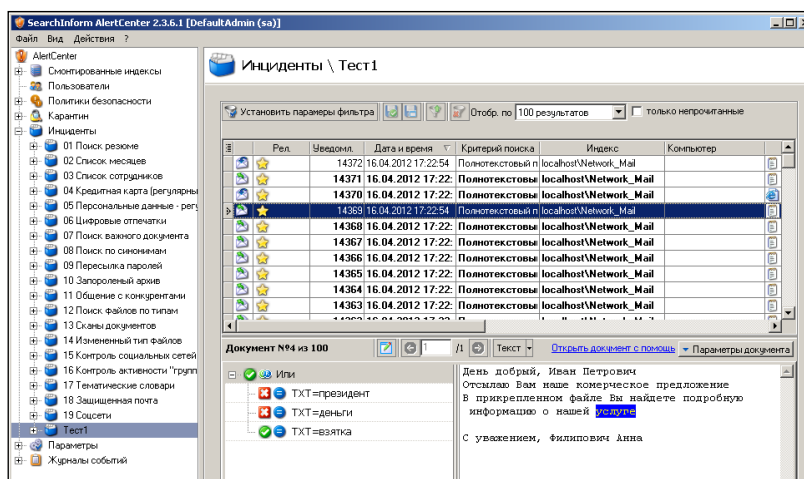 SearchInform AlertCenter 2.3.6.1 [DefaultAdmin (sa)]
Файл Вид Действия ?
AlertCenter
Смонтированные индексы
Пользователи
Политики безопасности
Карантин
Инциденты
01 Поиск резюме
02 Список месяцев
03 Список сотрудников
04 Кредитная карта (регулярны
05 Персональные данные - регу
06 Цифровые отпечатки
07 Поиск важного документа
08 Поиск по синонимам
09 Пересылка паролей
10 Запороленый архив
11 Общение с конкурентами
12 Поиск файлов по типам
13 Сканы документов
14 Измененный тип файлов
15 Контроль социальных сетей
16 Контроль активности "групп
17 Тематические словари
18 Защищенная почта
19 Соцсети
Тест1
Параметры
Журналы событий
Инциденты \ Тест1
Установить парамеры фильтра Отобр. по 100 результатов только непрочитанные
Рел. Уведомл. Дата и время Критерий поиска Индекс Компьютер
14372 16.04.2012 17:22:54 Полнотекстовый п localhost\Network_Mail
14371 16.04.2012 17:22: Полнотекстовы localhost\Network_Mail
14370 16.04.2012 17:22: Полнотекстовы localhost\Network_Mail
14369 16.04.2012 17:22:54 Полнотекстовый п localhost\Network_Mail
14368 16.04.2012 17:22: Полнотекстовы localhost\Network_Mail
14367 16.04.2012 17:22: Полнотекстовы localhost\Network_Mail
14366 16.04.2012 17:22: Полнотекстовы localhost\Network_Mail
14365 16.04.2012 17:22: Полнотекстовы localhost\Network_Mail
14364 16.04.2012 17:22: Полнотекстовы localhost\Network_Mail
14363 16.04.2012 17:22: Полнотекстовы localhost\Network_Mail
Документ №4 из 100 1 /1 Текст Открыть документ с помощь Параметры документа
Или
TXT=президент
TXT=деньги
TXT=взятка
День добрый, Иван Петрович
Отсылаю Вам наше комерческое предложение
В прикрепленном файле Вы найдете подробную
информацию о нашей услуге
С уважением, Филипович Анна